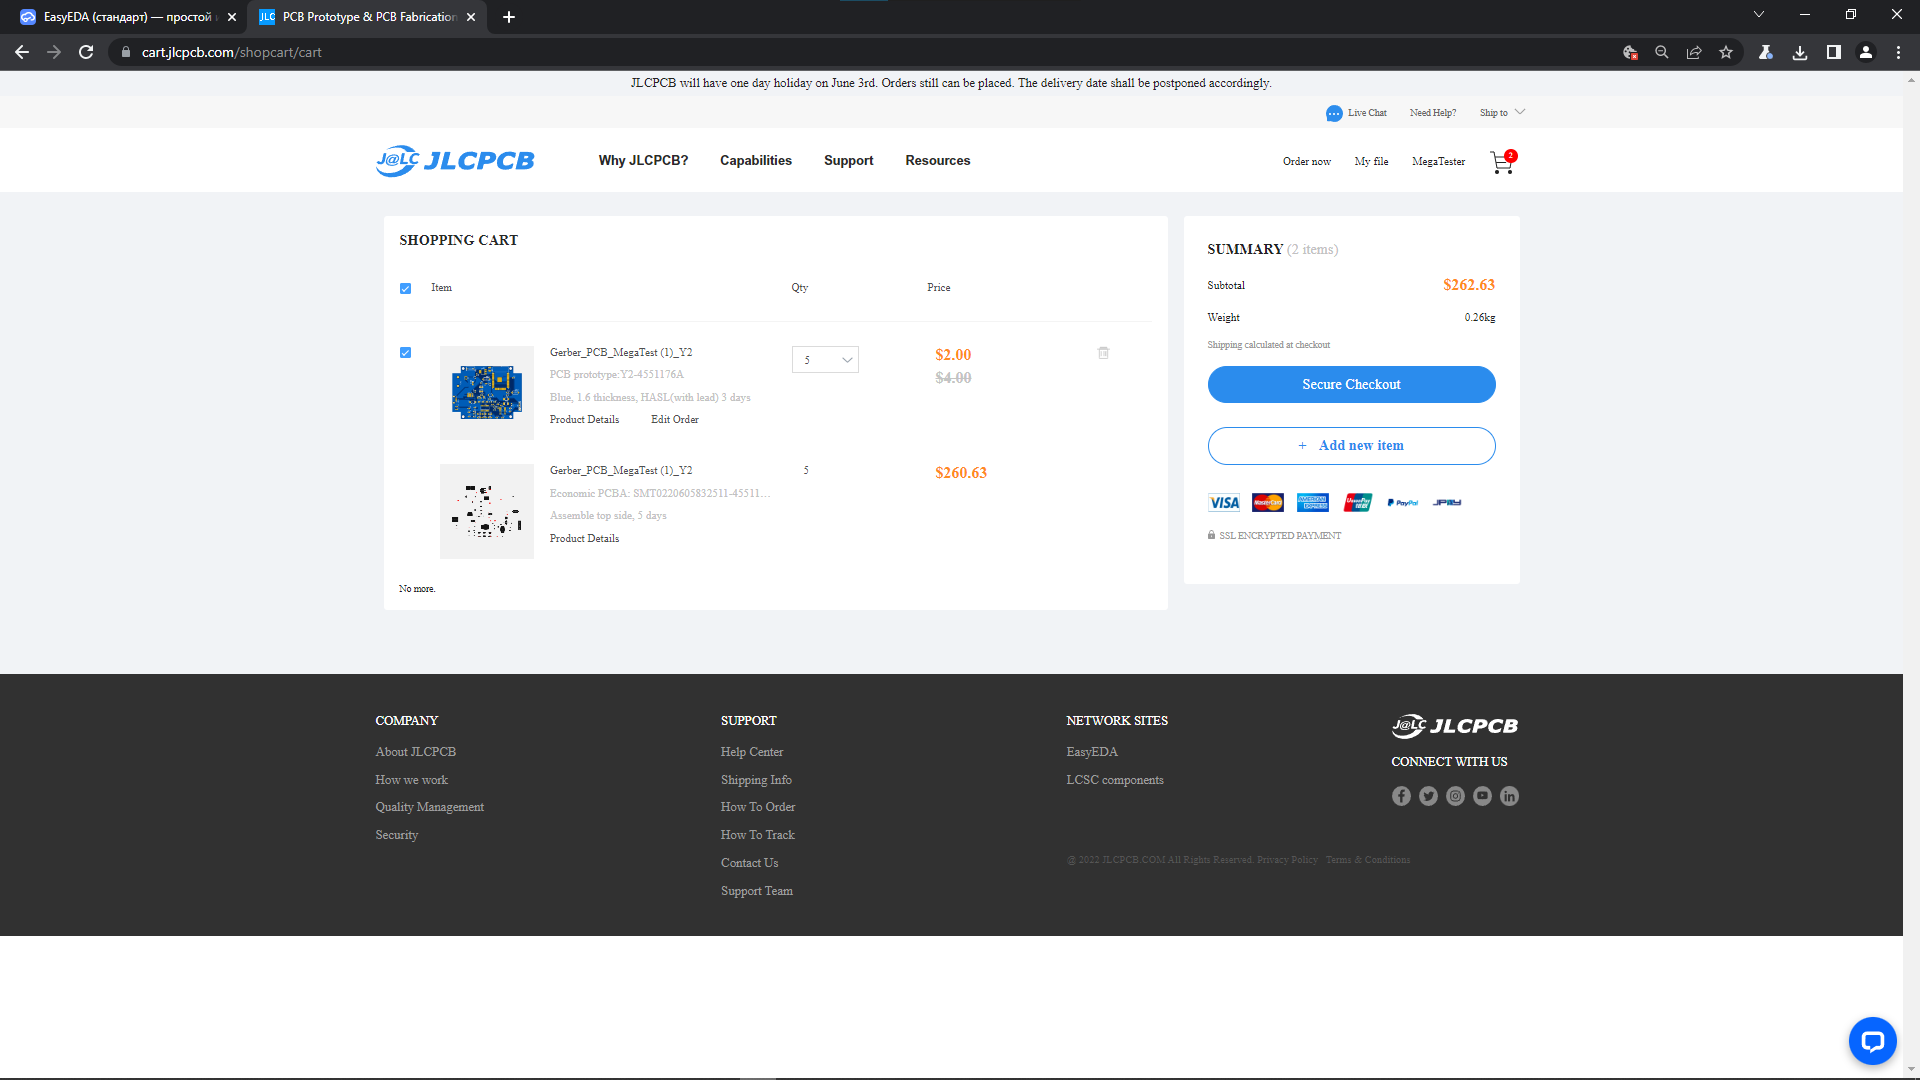 EasyEDA (стандарт) — простой
JLC PCB Prototype & PCB Fabrication
cart.jlcpcb.com/shopcart/cart
JLCPCB will have one day holiday on June 3rd. Orders still can be placed. The delivery date shall be postponed accordingly.
Live Chat Need Help? Ship to
J@LC JLCPCB Why JLCPCB? Capabilities Support Resources Order now My file MegaTester 2
SHOPPING CART
Item Qty Price
Gerber_PCB_MegaTest (1)_Y2 5 $2.00
PCB prototype:Y2-4551176A $4.00
Blue, 1.6 thickness, HASL(with lead) 3 days
Product Details Edit Order
Gerber_PCB_MegaTest (1)_Y2 5 $260.63
Economic PCBA: SMT0220605832511-45511...
Assemble top side, 5 days
Product Details
No more.
SUMMARY (2 items)
Subtotal $262.63
Weight 0.26kg
Shipping calculated at checkout
Secure Checkout
+ Add new item
VISA MasterCard AMERICAN EXPRESS UnionPay PayPal JPAY
SSL ENCRYPTED PAYMENT
COMPANY
About JLCPCB
How we work
Quality Management
Security
SUPPORT
Help Center
Shipping Info
How To Order
How To Track
Contact Us
Support Team
NETWORK SITES
EasyEDA
LCSC components
J@LC JLCPCB
CONNECT WITH US
@ 2022 JLCPCB.COM All Rights Reserved. Privacy Policy Terms & Conditions